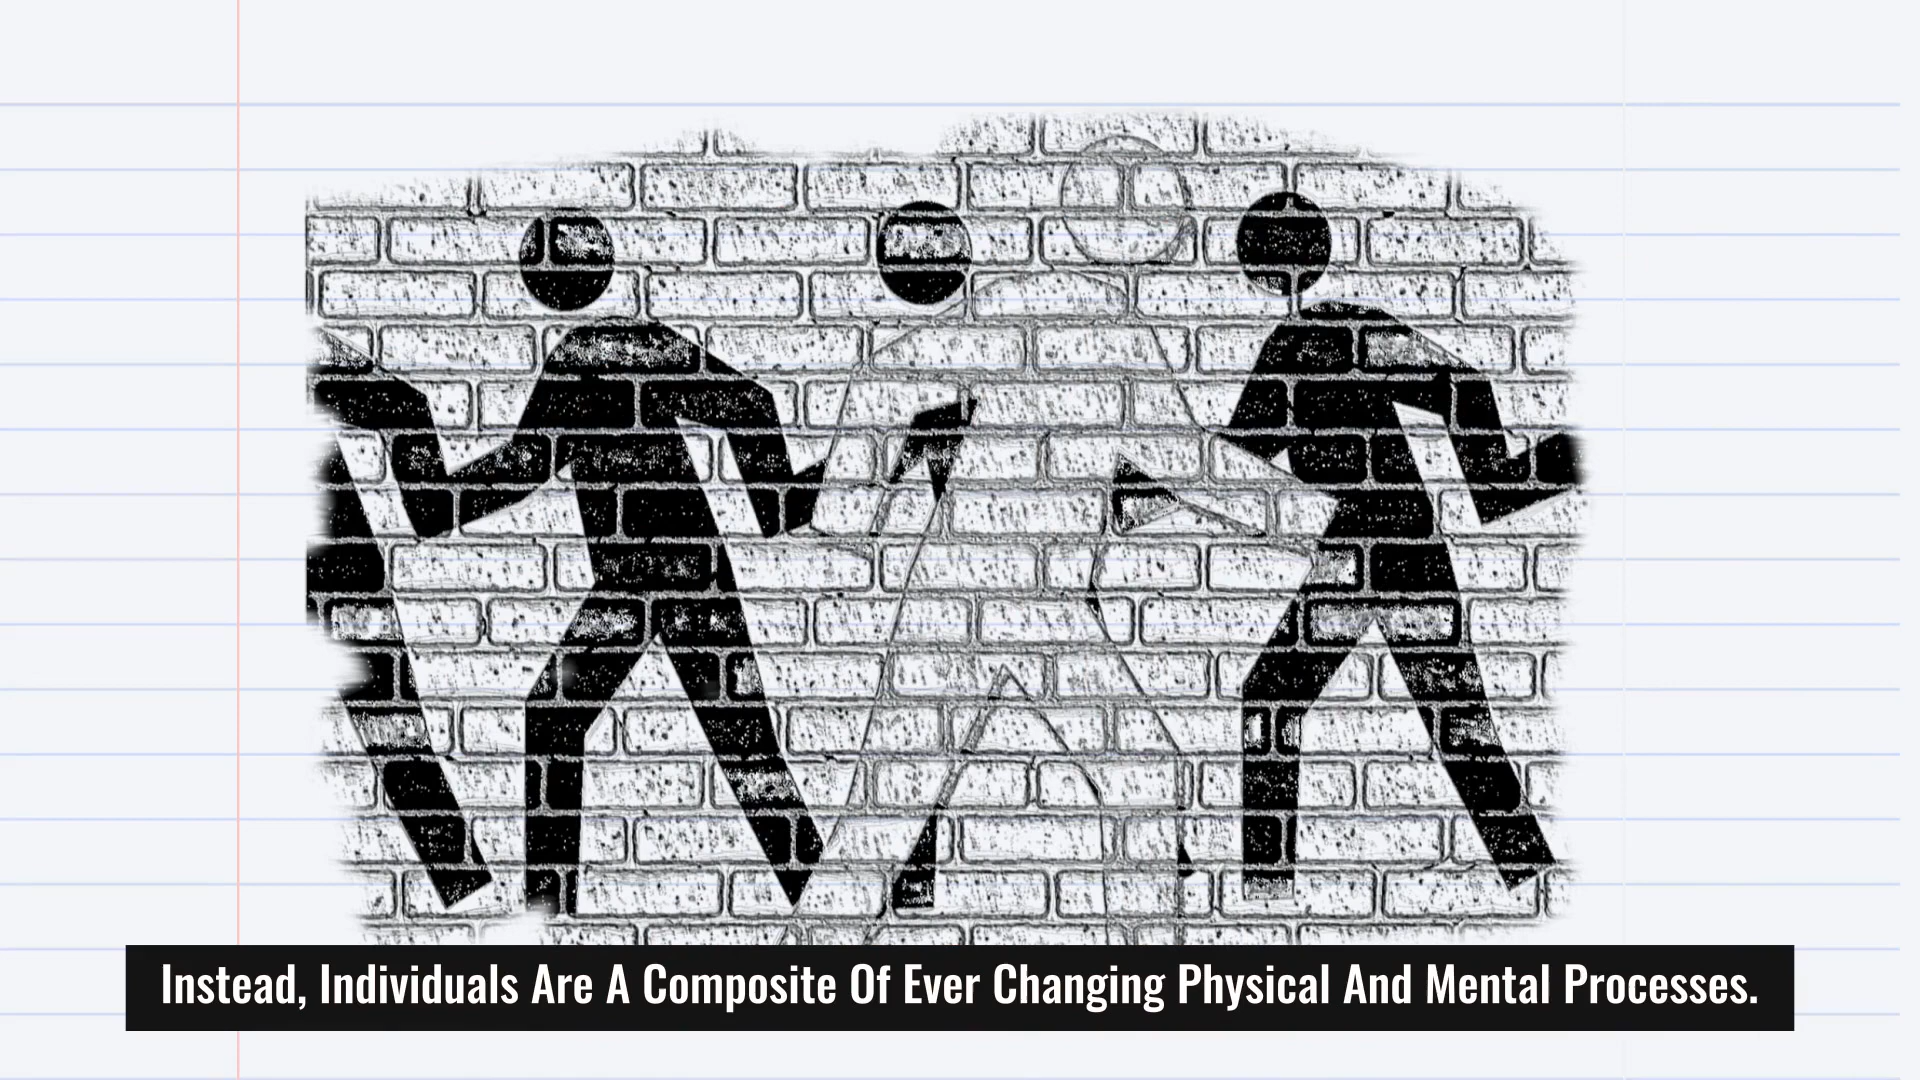 Instead, Individuals Are A Composite Of Ever Changing Physical And Mental Processes.